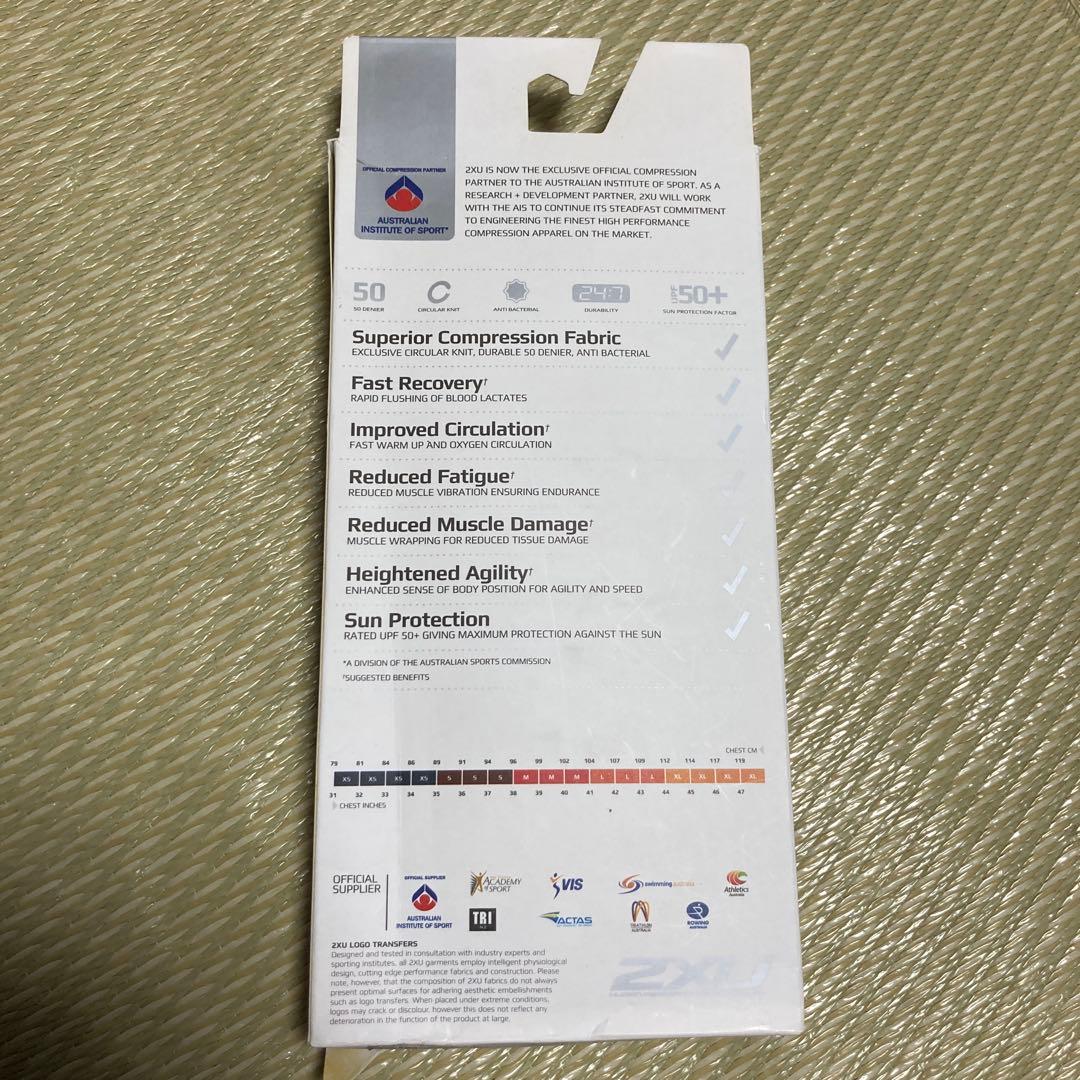 OFFICIAL COMPRESSION PARTNER
AUSTRALIAN
INSTITUTE OF SPORT*
2XU IS NOW THE EXCLUSIVE OFFICIAL COMPRESSION
PARTNER TO THE AUSTRALIAN INSTITUTE OF SPORT. AS A
RESEARCH + DEVELOPMENT PARTNER, 2XU WILL WORK
WITH THE AIS TO CONTINUE ITS STEADFAST COMMITMENT
TO ENGINEERING THE FINEST HIGH PERFORMANCE
COMPRESSION APPAREL ON THE MARKET.
50 C 24:7 UPF 50+
50 DENIER CIRCULAR KNIT ANTI BACTERIAL DURABILITY SUN PROTECTION FACTOR
Superior Compression Fabric
EXCLUSIVE CIRCULAR KNIT, DURABLE 50 DENIER, ANTI BACTERIAL
Fast Recovery†
RAPID FLUSHING OF BLOOD LACTATES
Improved Circulation†
FAST WARM UP AND OXYGEN CIRCULATION
Reduced Fatigue†
REDUCED MUSCLE VIBRATION ENSURING ENDURANCE
Reduced Muscle Damage†
MUSCLE WRAPPING FOR REDUCED TISSUE DAMAGE
Heightened Agility†
ENHANCED SENSE OF BODY POSITION FOR AGILITY AND SPEED
Sun Protection
RATED UPF 50+ GIVING MAXIMUM PROTECTION AGAINST THE SUN
*A DIVISION OF THE AUSTRALIAN SPORTS COMMISSION
†SUGGESTED BENEFITS
CHEST CM
79 81 84 86 89 91 94 96 99 102 104 107 109 112 114 117 119
XS XS XS XS S S S M M M L L L XL XL XL XL
31 32 33 34 35 36 37 38 39 40 41 42 43 44 45 46 47
CHEST INCHES
OFFICIAL
SUPPLIER
OFFICIAL SUPPLIER
AUSTRALIAN
INSTITUTE OF SPORT
ACADEMY
OF SPORT
VIS
swimming AUSTRALIA
Athletics
Australia
TRI
NZ
ACTAS
TRIATHLON
AUSTRALIA
ROWING
AUSTRALIA
2XU LOGO TRANSFERS
Designed and tested in consultation with industry experts and
sporting institutes, all 2XU garments employ intelligent physiological
design, cutting edge performance fabrics and construction. Please
note, however, that the composition of 2XU fabrics do not always
present optimal surfaces for adhering aesthetic embellishments
such as logo transfers. When placed under extreme conditions,
logos may crack or discolour, however this does not reflect any
deterioration in the function of the product at large.
2XU